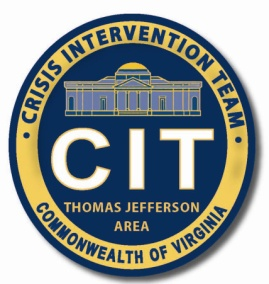 • CRISIS INTERVENTION TEAM •
CIT
THOMAS JEFFERSON
AREA
COMMONWEALTH OF VIRGINIA